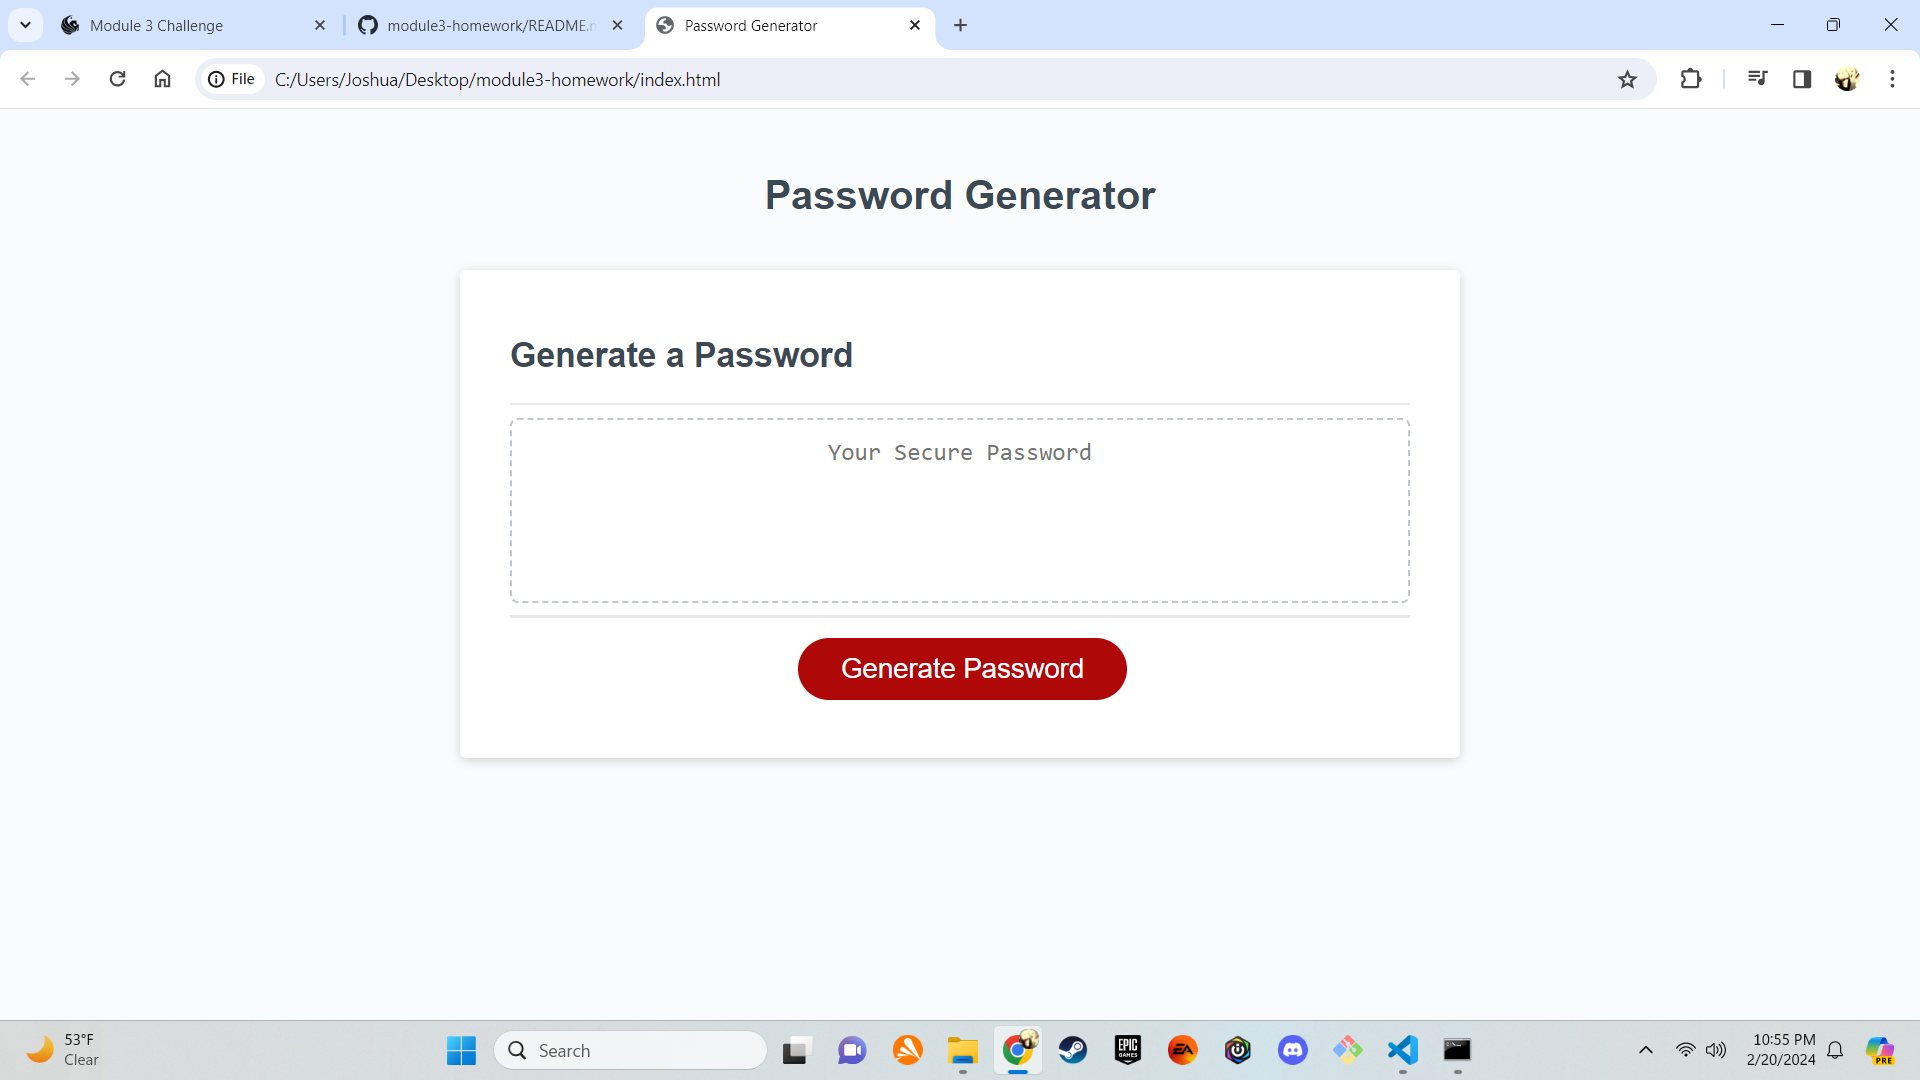 Module 3 Challenge
module3-homework/README.m
Password Generator
File
C:/Users/Joshua/Desktop/module3-homework/index.html
Password Generator
Generate a Password
Your Secure Password
Generate Password
53°F
Clear
Search
EPIC
GAMES
EA
10:55 PM
2/20/2024
PRE